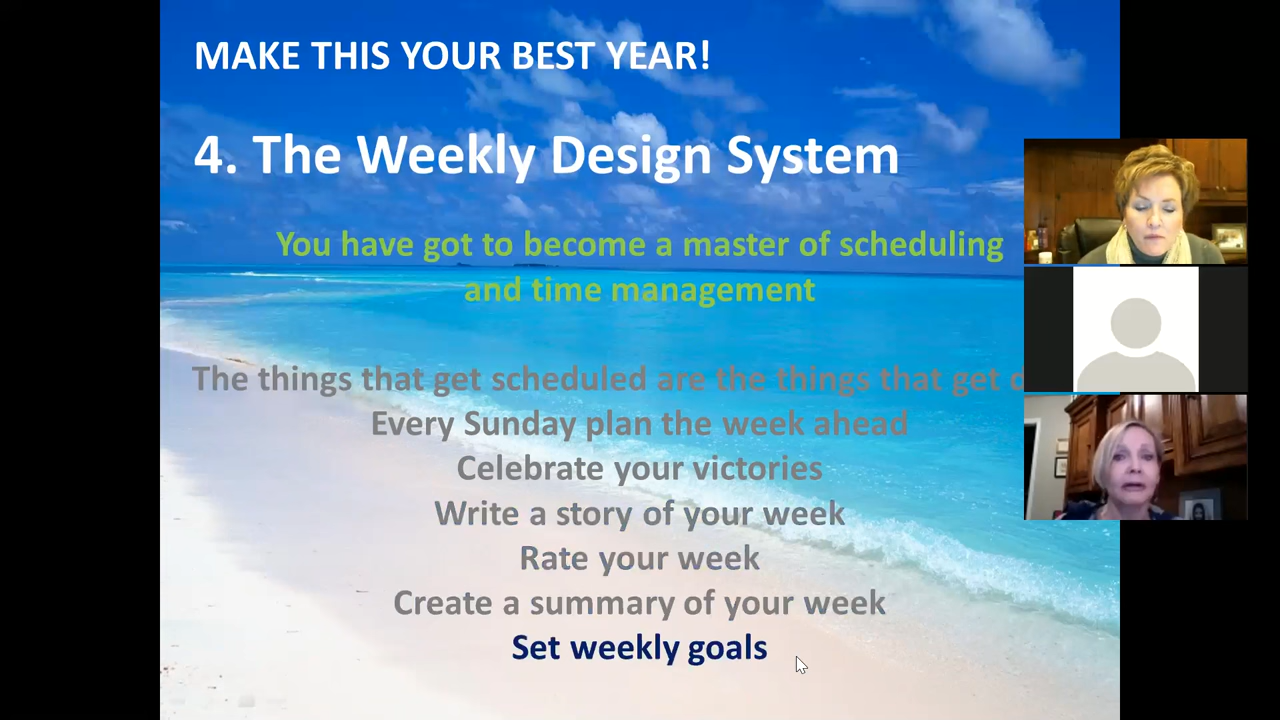 MAKE THIS YOUR BEST YEAR!
4. The Weekly Design System
You have got to become a master of scheduling
and time management
The things that get scheduled are the things that get
Every Sunday plan the week ahead
Celebrate your victories
Write a story of your week
Rate your week
Create a summary of your week
Set weekly goals